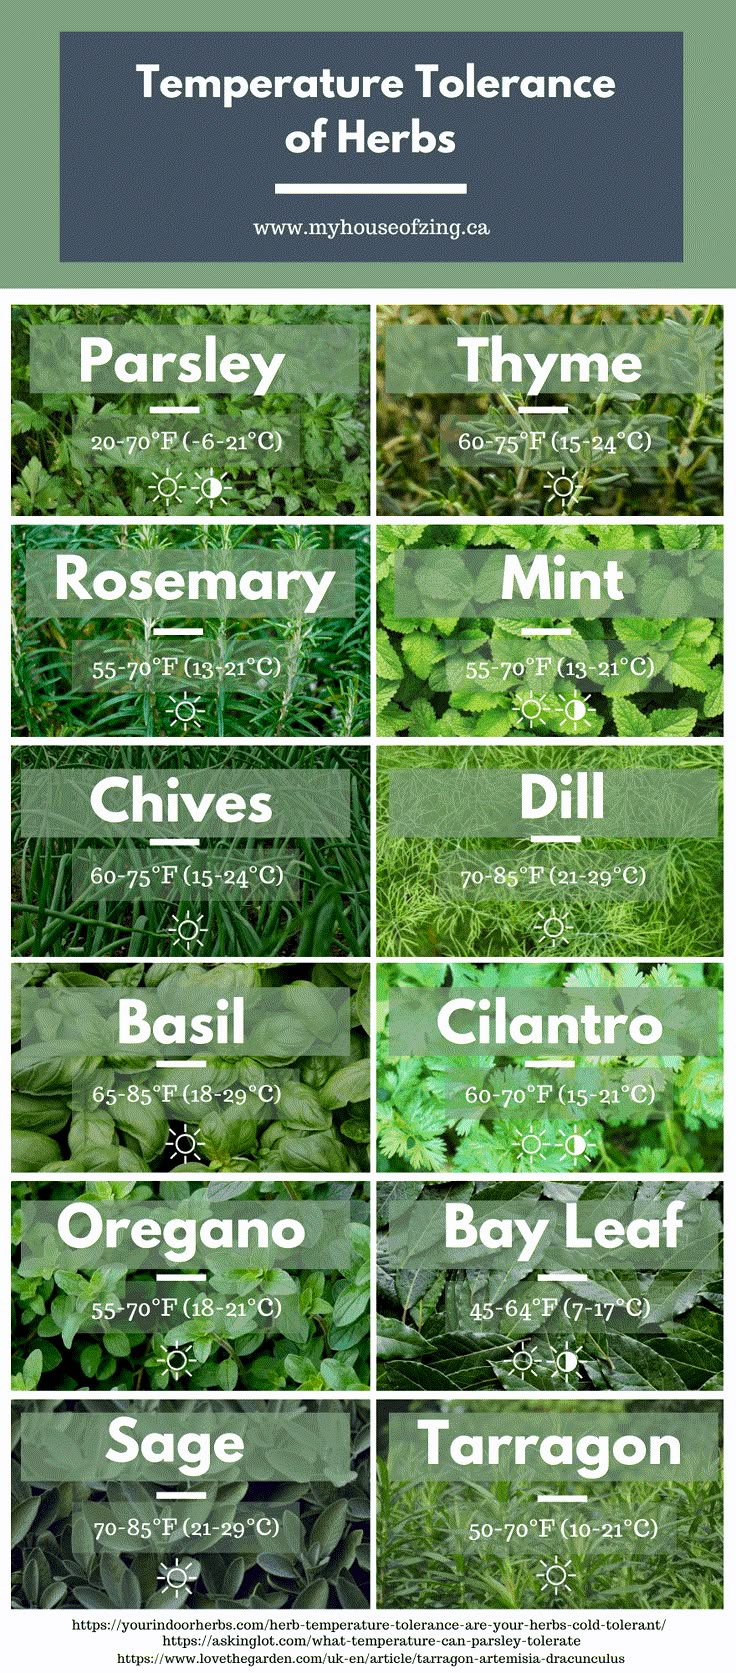 Temperature Tolerance
of Herbs
www.myhouseofzing.ca
Parsley
20-70°F (-6-21°C)
Thyme
60-75°F (15-24°C)
Rosemary
55-70°F (13-21°C)
Mint
55-70°F (13-21°C)
Chives
60-75°F (15-24°C)
Dill
70-85°F (21-29°C)
Basil
65-85°F (18-29°C)
Cilantro
60-70°F (15-21°C)
Oregano
55-70°F (18-21°C)
Bay Leaf
45-64°F (7-17°C)
Sage
70-85°F (21-29°C)
Tarragon
50-70°F (10-21°C)
https://yourindoorherbs.com/herb-temperature-tolerance-are-your-herbs-cold-tolerant/
https://askinglot.com/what-temperature-can-parsley-tolerate
https://www.lovethegarden.com/uk-en/article/tarragon-artemisia-dracunculus